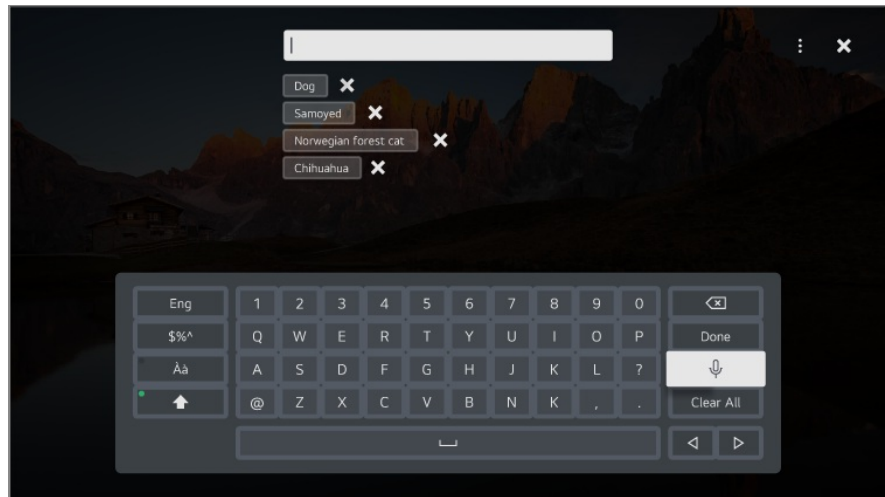 Dog
Samoyed
Norwegian forest cat
Chihuahua
Eng 1 2 3 4 5 6 7 8 9 0
$%^ Q W E R T Y U I O P Done
Àà A S D F G H J K L ?
@ Z X C V B N K , . Clear All